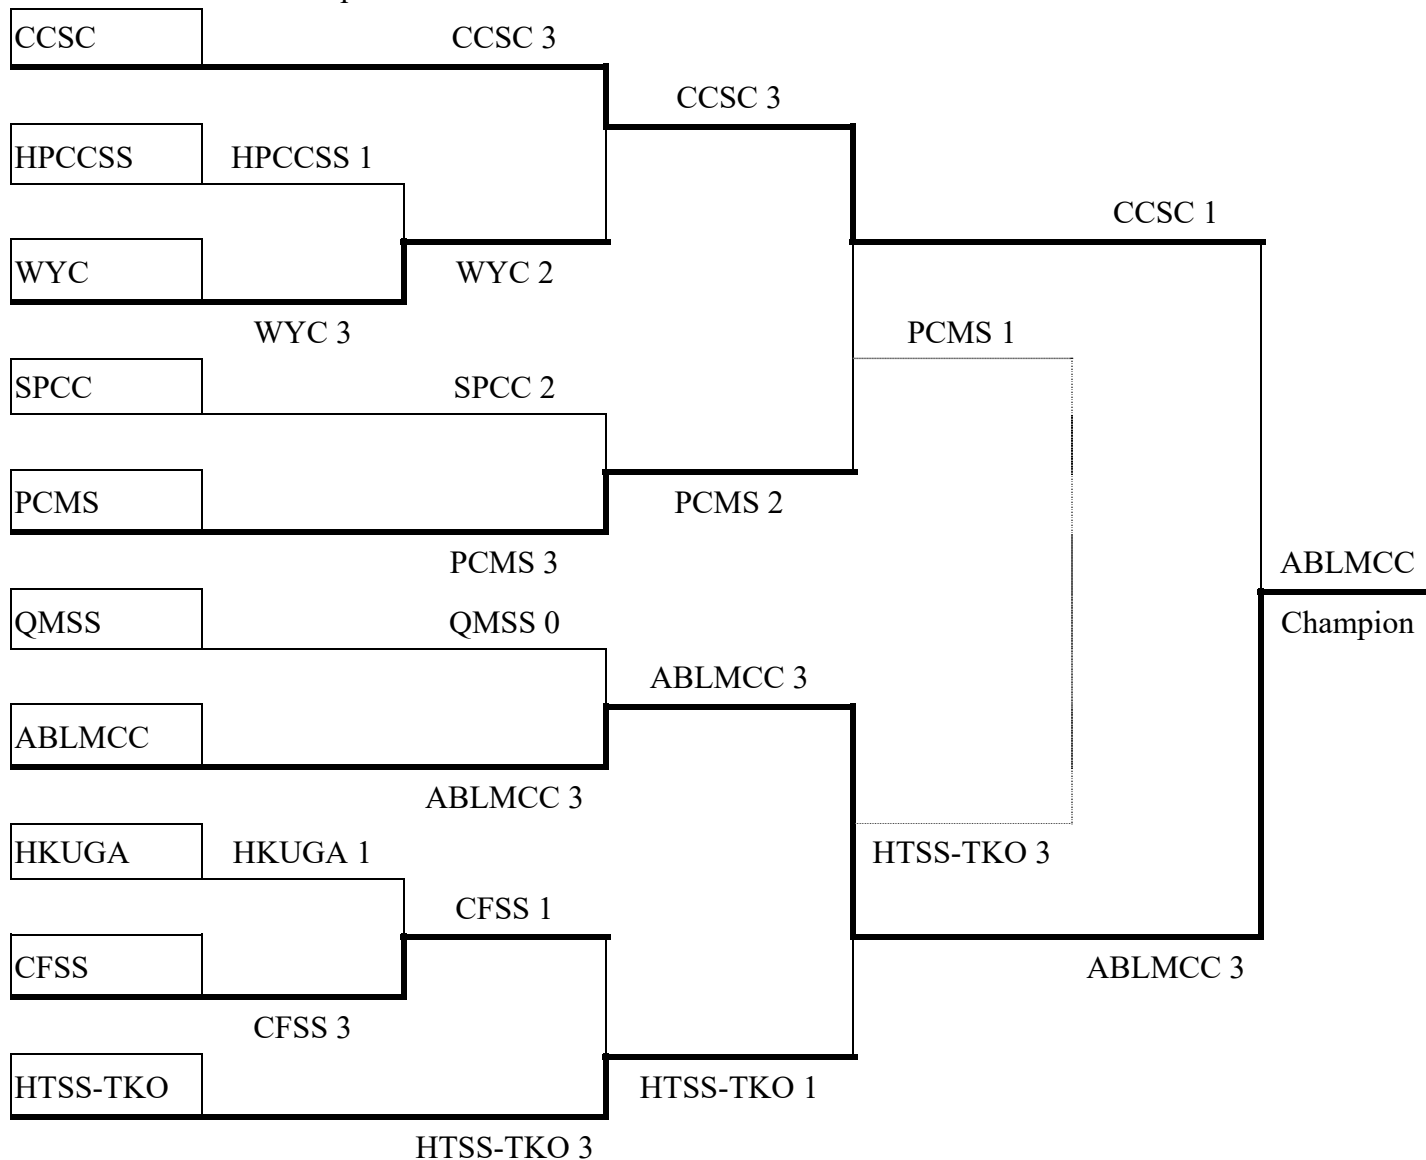 CCSC
CCSC 3
CCSC 3
HPCCSS
HPCCSS 1
CCSC 1
WYC
WYC 2
WYC 3
PCMS 1
SPCC
SPCC 2
PCMS
PCMS 2
PCMS 3
ABLMCC
QMSS
QMSS 0
Champion
ABLMCC 3
ABLMCC
ABLMCC 3
HKUGA
HKUGA 1
HTSS-TKO 3
CFSS 1
CFSS
ABLMCC 3
CFSS 3
HTSS-TKO
HTSS-TKO 1
HTSS-TKO 3